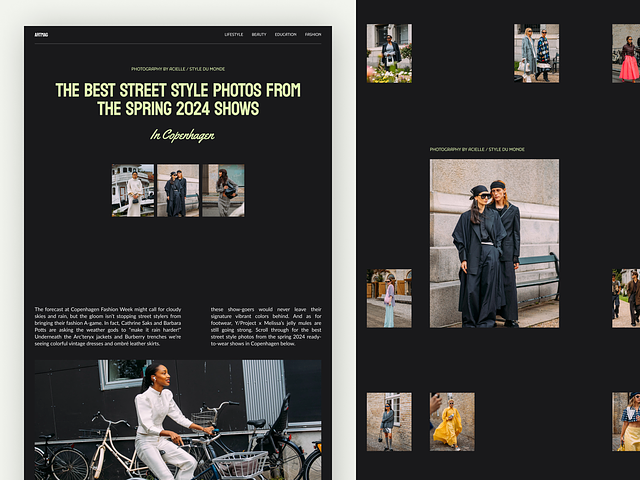 ARTMAG
LIFESTYLE BEAUTY EDUCATION FASHION
PHOTOGRAPHY BY ACIELLE / STYLE DU MONDE
THE BEST STREET STYLE PHOTOS FROM
THE SPRING 2024 SHOWS
In Copenhagen
The forecast at Copenhagen Fashion Week might call for cloudy
skies and rain, but the gloom isn't stopping street stylers from
bringing their fashion A-game. In fact, Cathrine Saks and Barbara
Potts are asking the weather gods to "make it rain harder!"
Underneath the Arc'teryx jackets and Burberry trenches we're
seeing colorful vintage dresses and ombré leather skirts.
these show-goers would never leave their
signature vibrant colors behind. And as for
footwear, Y/Project x Melissa's jelly mules are
still going strong. Scroll through for the best
street style photos from the spring 2024 ready-
to-wear shows in Copenhagen below.
PHOTOGRAPHY BY ACIELLE / STYLE DU MONDE